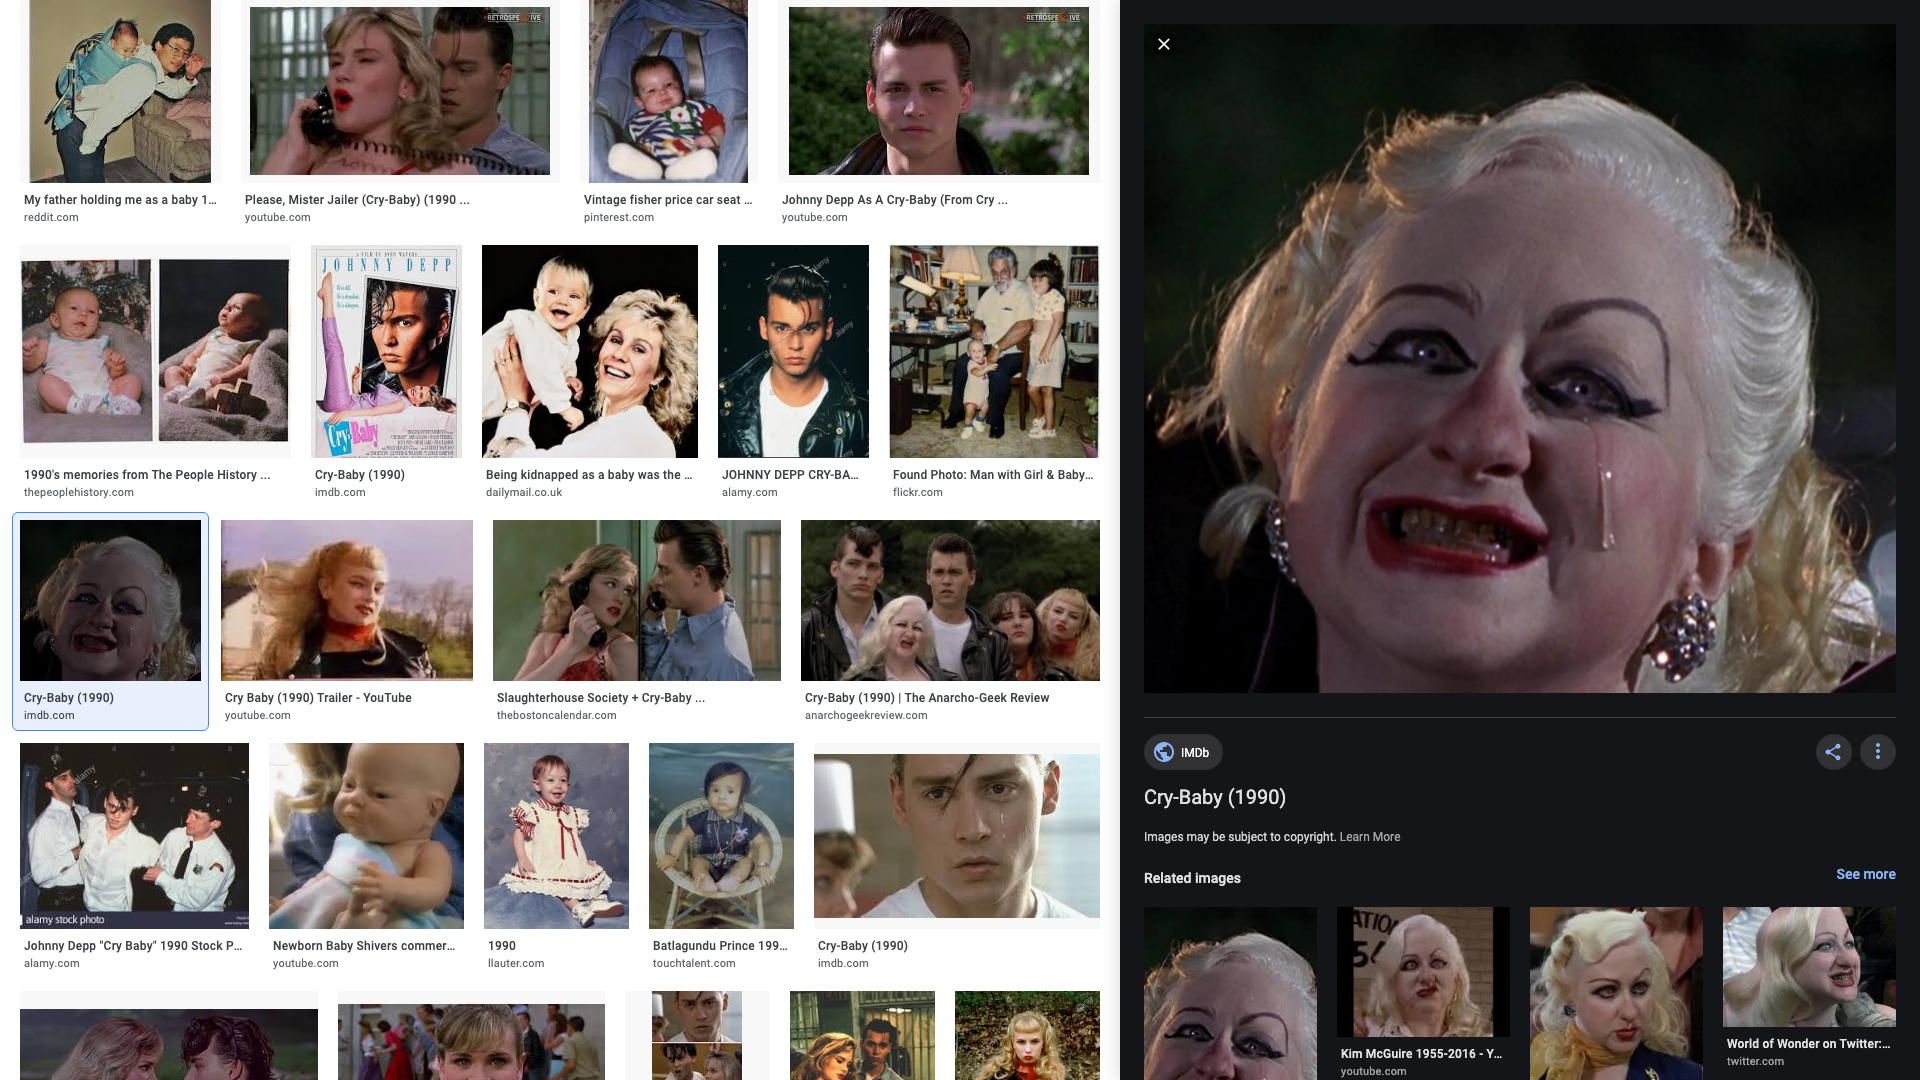 RETROSPECTIVE
RETROSPECTIVE
My father holding me as a baby 1...
reddit.com
Please, Mister Jailer (Cry-Baby) (1990 ...
youtube.com
Vintage fisher price car seat ...
pinterest.com
Johnny Depp As A Cry-Baby (From Cry ...
youtube.com
A FILM BY JOHN WATERS
JOHNNY DEPP
Cry-Baby
alamy
alamy
1990's memories from The People History ...
thepeoplehistory.com
Cry-Baby (1990)
imdb.com
Being kidnapped as a baby was the ...
dailymail.co.uk
JOHNNY DEPP CRY-BA...
alamy.com
Found Photo: Man with Girl & Baby...
flickr.com
Cry-Baby (1990)
imdb.com
Cry Baby (1990) Trailer - YouTube
youtube.com
Slaughterhouse Society + Cry-Baby ...
thebostoncalendar.com
Cry-Baby (1990) | The Anarcho-Geek Review
anarchogeekreview.com
alamy
alamy stock photo
Johnny Depp "Cry Baby" 1990 Stock P...
alamy.com
Newborn Baby Shivers commer...
youtube.com
1990
llauter.com
Batlagundu Prince 199...
touchtalent.com
Cry-Baby (1990)
imdb.com
IMDb
Cry-Baby (1990)
Images may be subject to copyright. Learn More
Related images
See more
Kim McGuire 1955-2016 - Y...
youtube.com
World of Wonder on Twitter:...
twitter.com